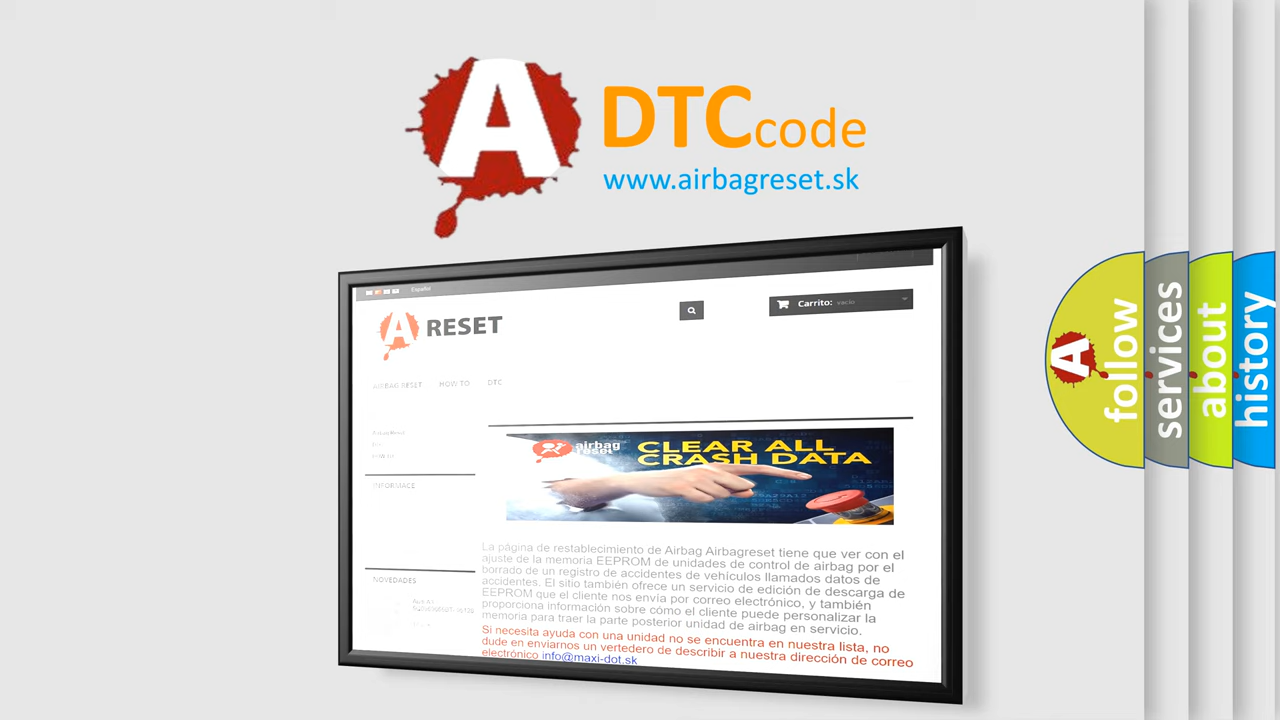 A DTCcode
www.airbagreset.sk
Español
A RESET
Carrito: vacío
AIRBAG RESET HOW TO DTC
INFORMACE
NOVEDADES
airbag
reset
CLEAR ALL
CRASH DATA
La página de restablecimiento de Airbag Airbagreset tiene que ver con el
ajuste de la memoria EEPROM de unidades de control de airbag por el
borrado de un registro de accidentes de vehículos llamados datos de
accidentes. El sitio también ofrece un servicio de edición de descarga de
EEPROM que el cliente nos envía por correo electrónico, y también
proporciona información sobre cómo el cliente puede personalizar la
memoria para traer la parte posterior unidad de airbag en servicio.
Si necesita ayuda con una unidad no se encuentra en nuestra lista, no
dude en enviarnos un vertedero de describir a nuestra dirección de correo
electrónico info@maxi-dot.sk
A
follow
services
about
history